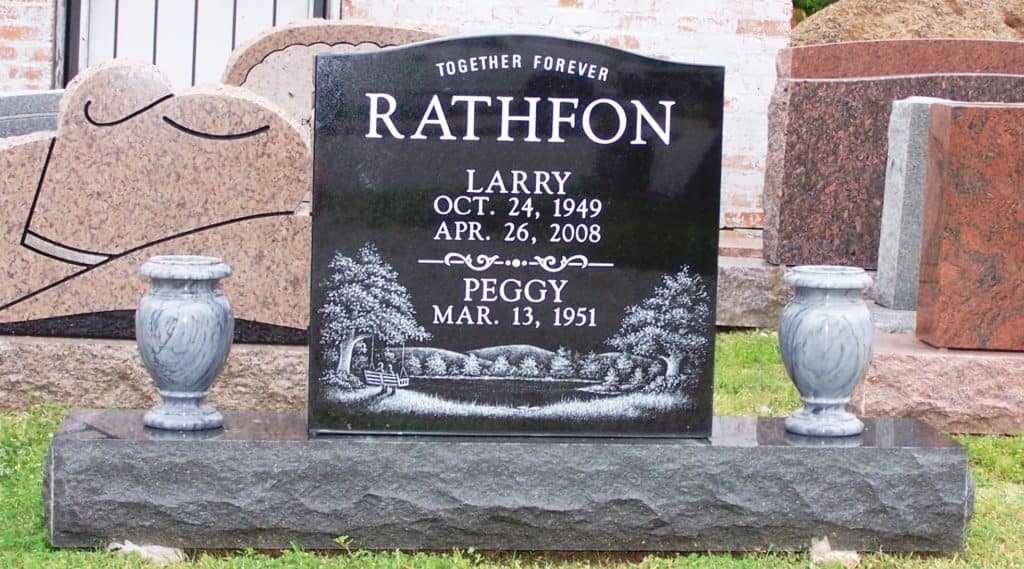 TOGETHER FOREVER
RATHFON
LARRY
OCT. 24, 1949
APR. 26, 2008
PEGGY
MAR. 13, 1951